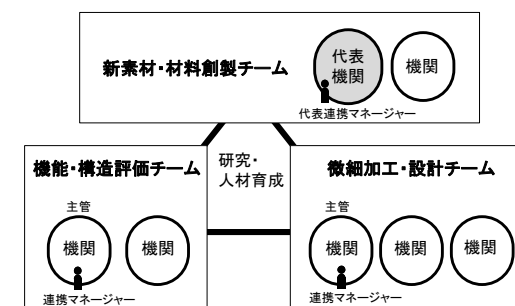 新素材・材料創製チーム
代表
機関
機関
代表連携マネージャー
機能・構造評価チーム
研究・
人材育成
微細加工・設計チーム
主管
機関
機関
連携マネージャー
主管
機関
機関
機関
連携マネージャー